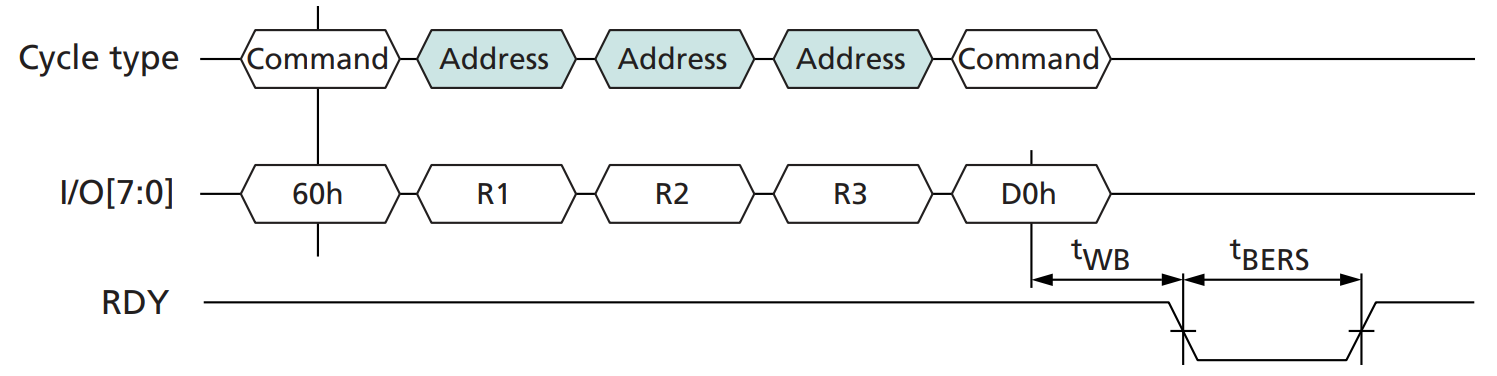 Cycle type Command Address Address Address Command
I/O[7:0] 60h R1 R2 R3 D0h
tWB tBERS
RDY